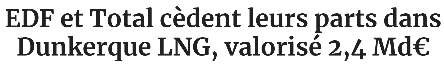 EDF et Total cèdent leurs parts dans
Dunkerque LNG, valorisé 2,4 Md€